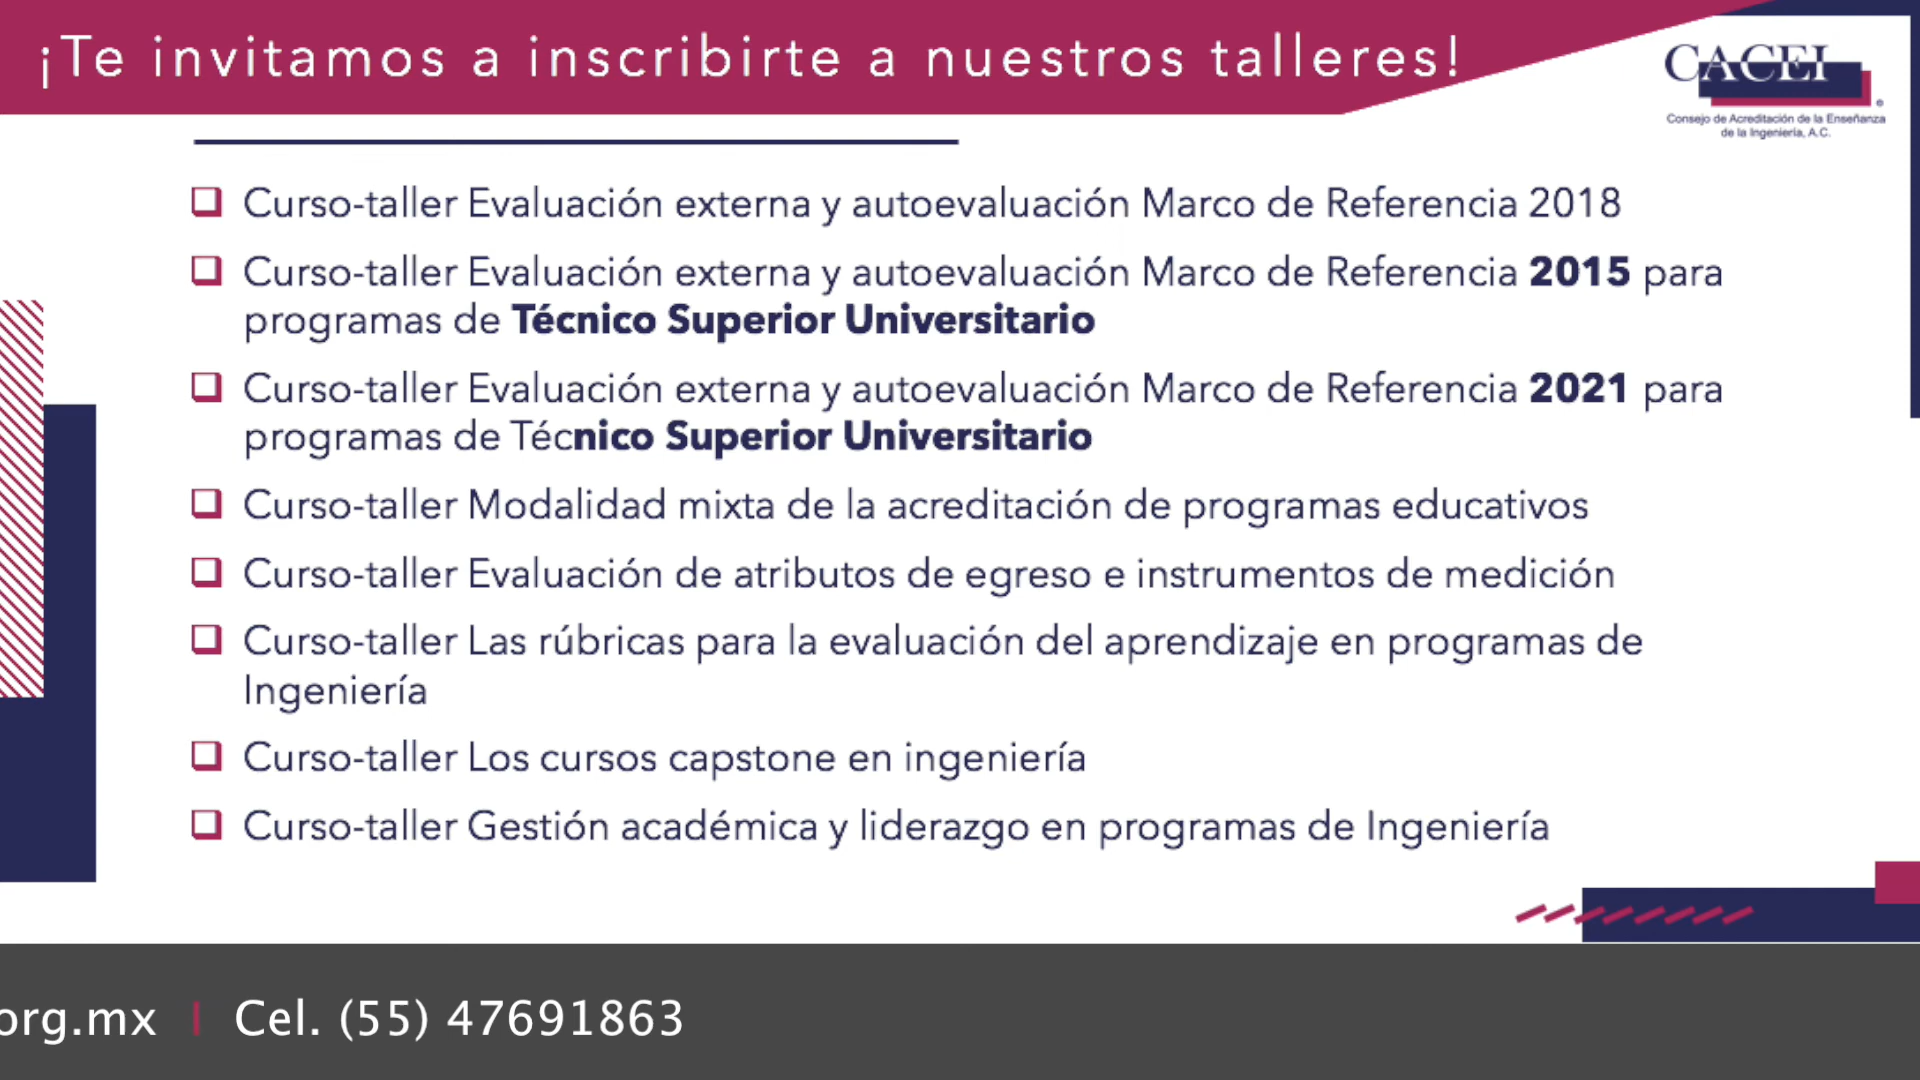 ¡Te invitamos a inscribirte a nuestros talleres!
CACEI
Consejo de Acreditación de la Enseñanza
de la Ingeniería, A.C.
Curso-taller Evaluación externa y autoevaluación Marco de Referencia 2018
Curso-taller Evaluación externa y autoevaluación Marco de Referencia 2015 para
programas de Técnico Superior Universitario
Curso-taller Evaluación externa y autoevaluación Marco de Referencia 2021 para
programas de Técnico Superior Universitario
Curso-taller Modalidad mixta de la acreditación de programas educativos
Curso-taller Evaluación de atributos de egreso e instrumentos de medición
Curso-taller Las rúbricas para la evaluación del aprendizaje en programas de
Ingeniería
Curso-taller Los cursos capstone en ingeniería
Curso-taller Gestión académica y liderazgo en programas de Ingeniería
org.mx | Cel. (55) 47691863